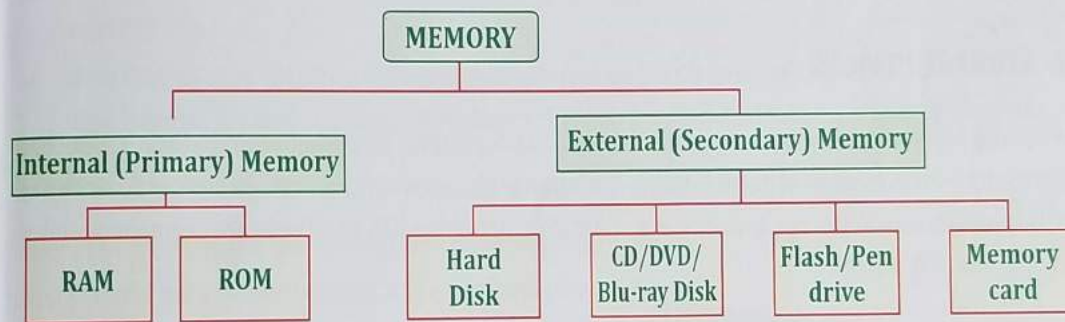 MEMORY
Internal (Primary) Memory
External (Secondary) Memory
RAM
ROM
Hard
Disk
CD/DVD/
Blu-ray Disk
Flash/Pen
drive
Memory
card